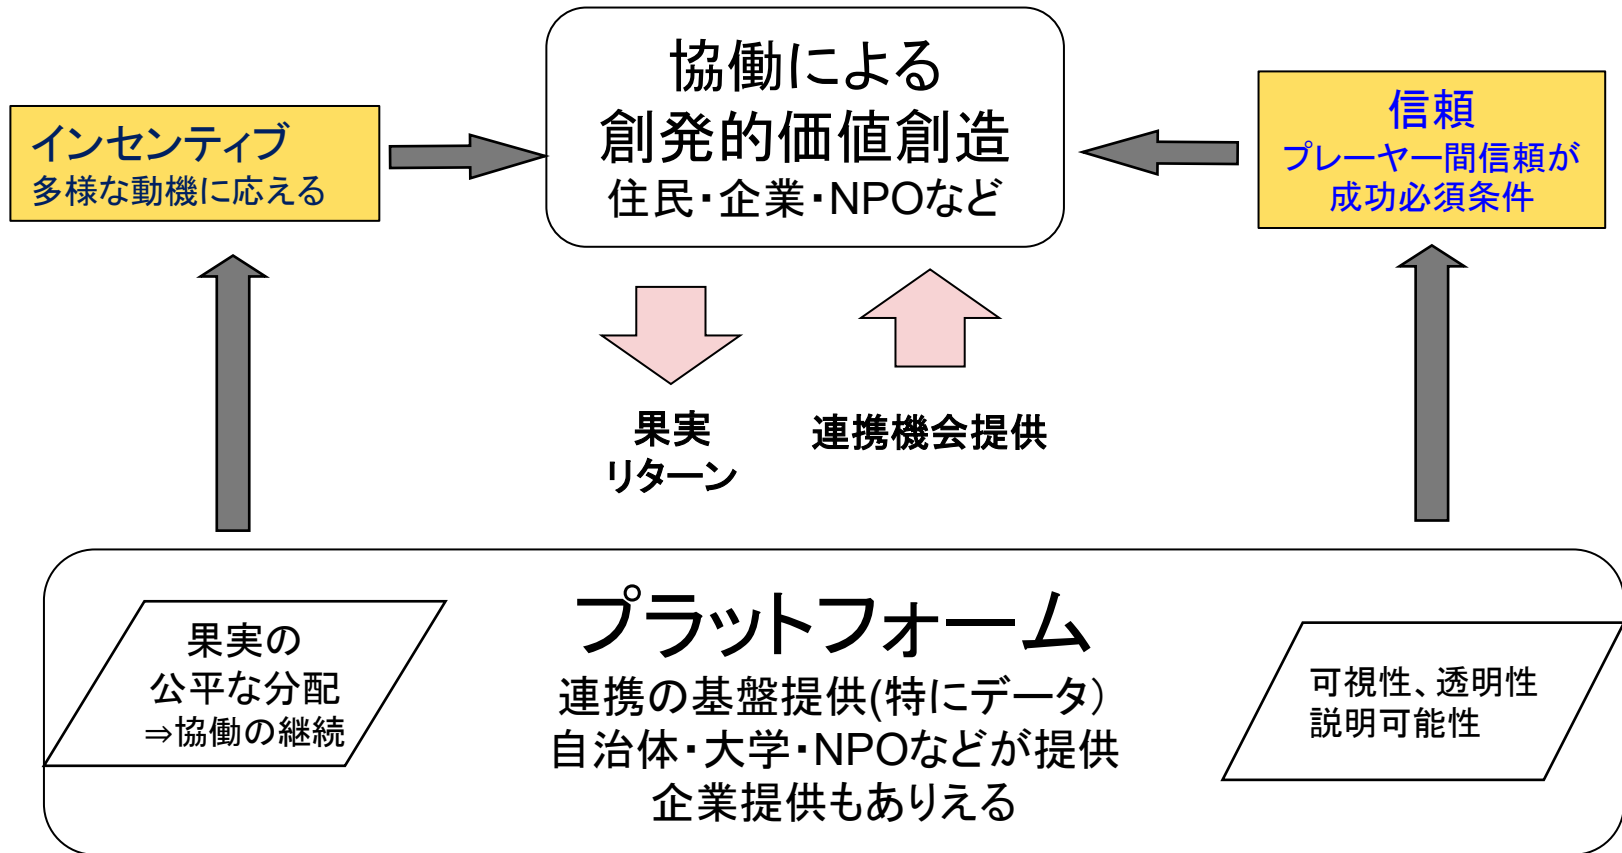 協働による
創発的価値創造
住民・企業・NPOなど
インセンティブ
多様な動機に応える
信頼
プレーヤー間信頼が
成功必須条件
果実
リターン
連携機会提供
プラットフォーム
連携の基盤提供(特にデータ）
自治体・大学・NPOなどが提供
企業提供もありえる
果実の
公平な分配
⇒協働の継続
可視性、透明性
説明可能性